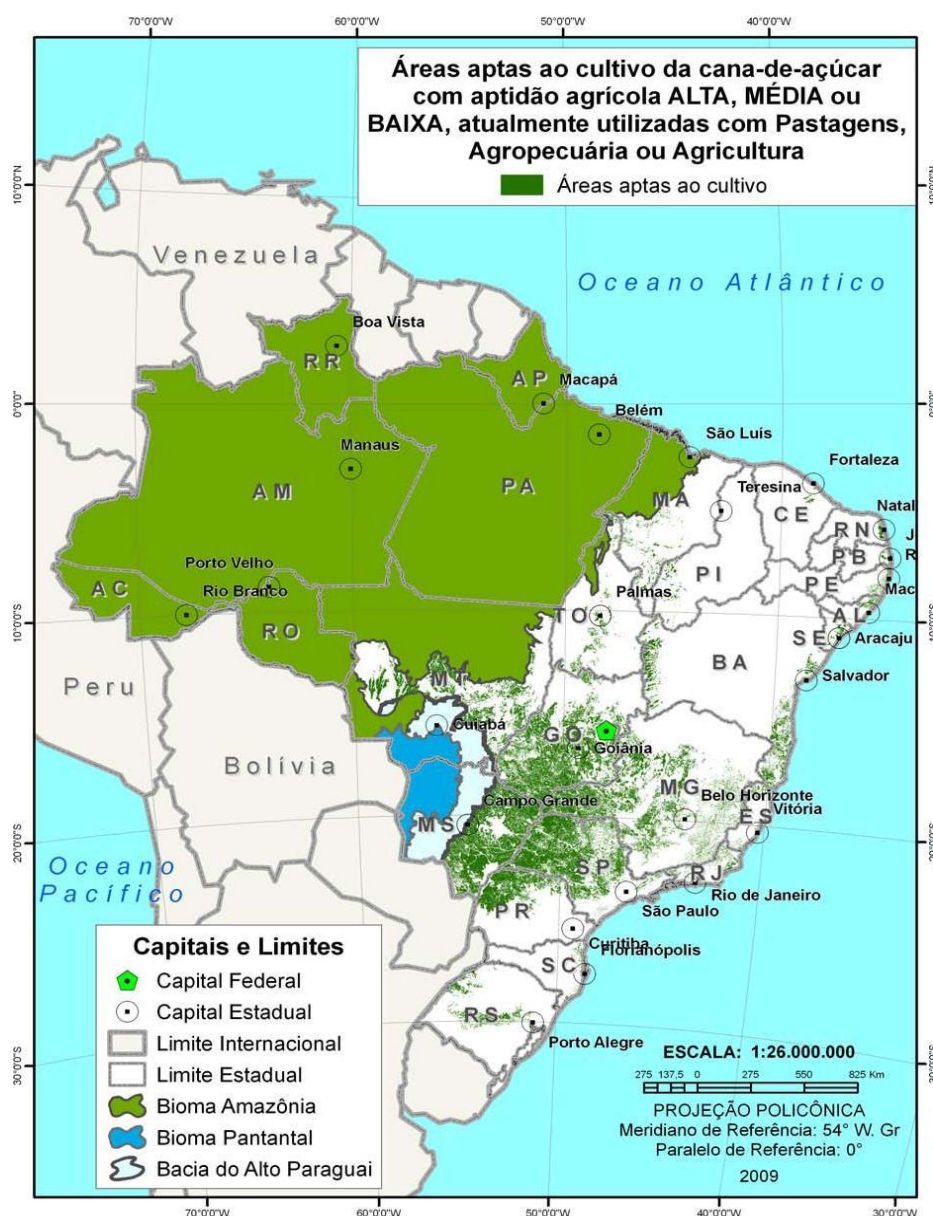 70°0'0"W 60°0'0"W 50°0'0"W 40°0'0"W
Áreas aptas ao cultivo da cana-de-açúcar
com aptidão agrícola ALTA, MÉDIA ou
BAIXA, atualmente utilizadas com Pastagens,
Agropecuária ou Agricultura
Áreas aptas ao cultivo
10°0'0"N
Venezuela
Oceano Atlântico
Boa Vista
RR
AP
Macapá
0°0'0"
0°0'0"
Belém
São Luís
Manaus
Fortaleza
AM
PA
MA
Teresina
CE
Natal
RN
J
Porto Velho
PB
R
AC
Rio Branco
PI
PE
Mac
Palmas
10°0'0"S
TO
AL
RO
SE
Aracaju
BA
Peru
MT
Salvador
Cuiabá
GO
Goiânia
Bolívia
MG
Belo Horizonte
Campo Grande
Vitória
MS
ES
20°0'0"S
Oceano
Pacífico
SP
RJ
Rio de Janeiro
São Paulo
PR
Curitiba
Florianópolis
SC
RS
Porto Alegre
30°0'0"S
Capitais e Limites
Capital Federal
Capital Estadual
Limite Internacional
Limite Estadual
Bioma Amazônia
Bioma Pantantal
Bacia do Alto Paraguai
ESCALA: 1:26.000.000
275 137,5 0 275 550 825 Km
PROJEÇÃO POLICÔNICA
Meridiano de Referência: 54° W. Gr
Paralelo de Referência: 0°
2009
70°0'0"W 60°0'0"W 50°0'0"W 40°0'0"W 30°0'0"W